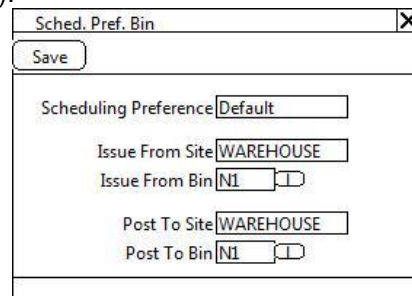 ).
Sched. Pref. Bin X
Save
Scheduling Preference Default
Issue From Site WAREHOUSE
Issue From Bin N1
Post To Site WAREHOUSE
Post To Bin N1